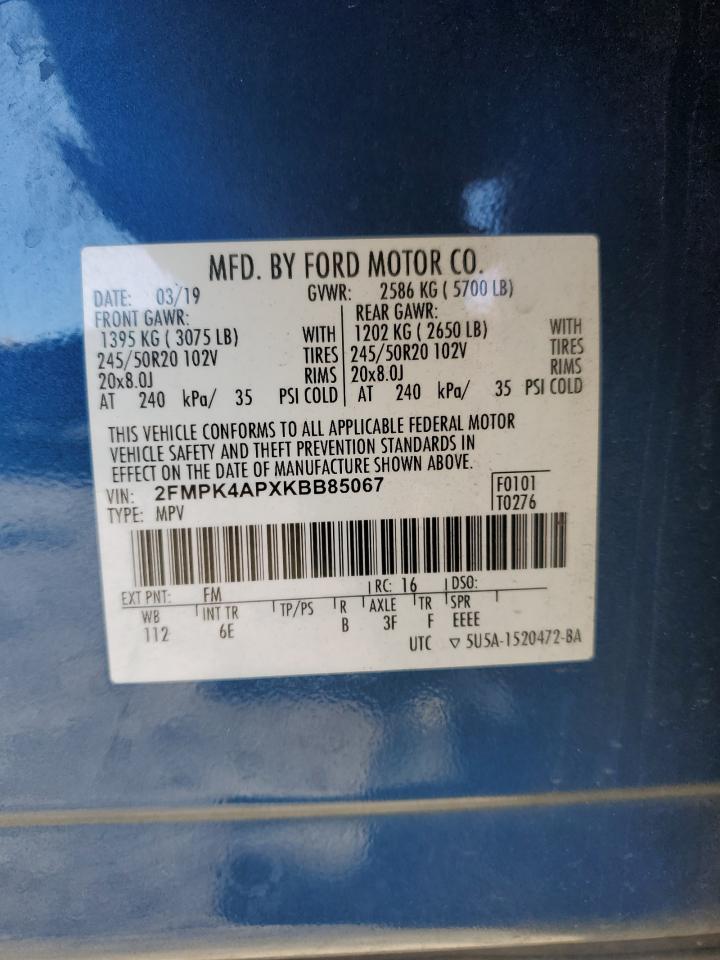 MFD. BY FORD MOTOR CO.
DATE: 03/19 GVWR: 2586 KG ( 5700 LB)
FRONT GAWR: REAR GAWR:
1395 KG ( 3075 LB) WITH 1202 KG ( 2650 LB) WITH
245/50R20 102V TIRES 245/50R20 102V TIRES
20x8.0J RIMS 20x8.0J RIMS
AT 240 kPa/ 35 PSI COLD AT 240 kPa/ 35 PSI COLD
THIS VEHICLE CONFORMS TO ALL APPLICABLE FEDERAL MOTOR
VEHICLE SAFETY AND THEFT PREVENTION STANDARDS IN
EFFECT ON THE DATE OF MANUFACTURE SHOWN ABOVE.
VIN: 2FMPK4APXKBB85067 F0101
TYPE: MPV T0276
EXT PNT: FM RC: 16 DSO:
WB INT TR TP/PS R AXLE TR SPR
112 6E B 3F F EEEE
UTC ▽ 5U5A-1520472-BA